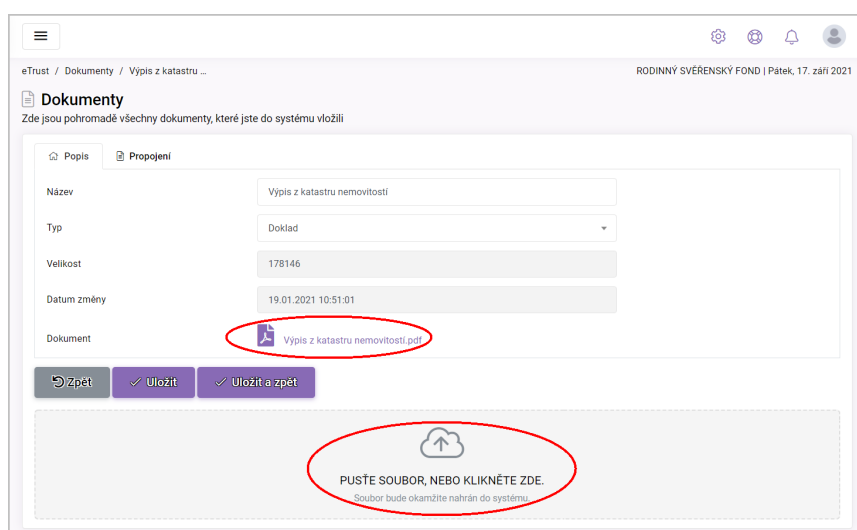 eTrust / Dokumenty / Výpis z katastru ...
RODINNÝ SVĚŘENSKÝ FOND | Pátek, 17. září 2021
Dokumenty
Zde jsou pohromadě všechny dokumenty, které jste do systému vložili
Popis
Propojení
Název
Výpis z katastru nemovitostí
Typ
Doklad
Velikost
178146
Datum změny
19.01.2021 10:51:01
Dokument
Výpis z katastru nemovitostí.pdf
Zpět
Uložit
Uložit a zpět
PUSŤE SOUBOR, NEBO KLIKNĚTE ZDE.
Soubor bude okamžitě nahrán do systému.